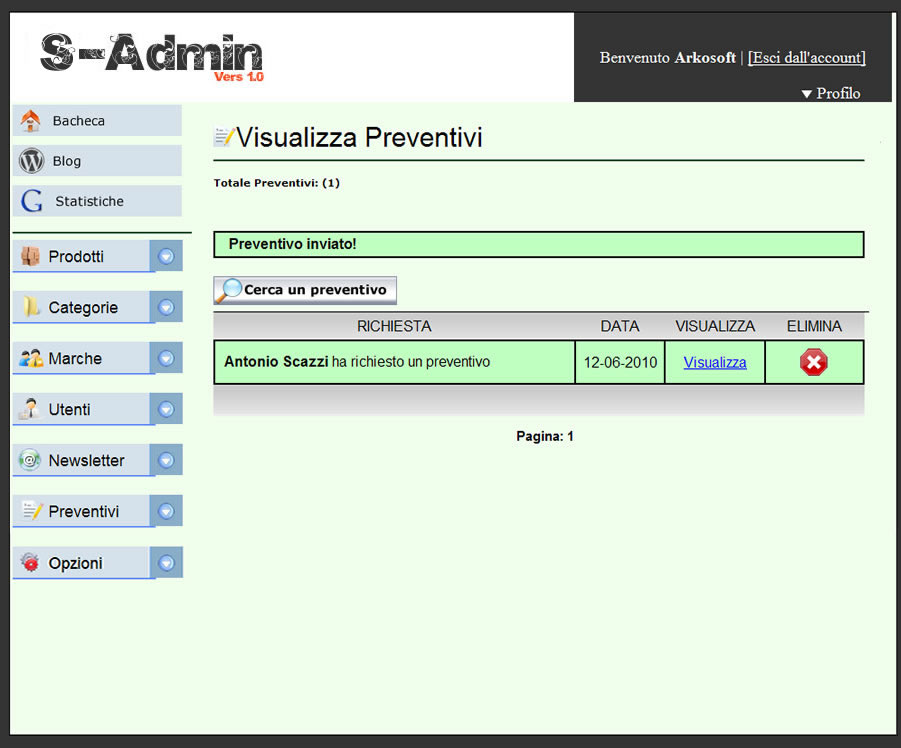 S-Admin
Vers 1.0
Benvenuto Arkosoft | [Esci dall'account]
▼ Profilo
Bacheca
Blog
Statistiche
Prodotti
Categorie
Marche
Utenti
Newsletter
Preventivi
Opzioni
Visualizza Preventivi
Totale Preventivi: (1)
Preventivo inviato!
Cerca un preventivo
RICHIESTA DATA VISUALIZZA ELIMINA
Antonio Scazzi ha richiesto un preventivo 12-06-2010 Visualizza
Pagina: 1